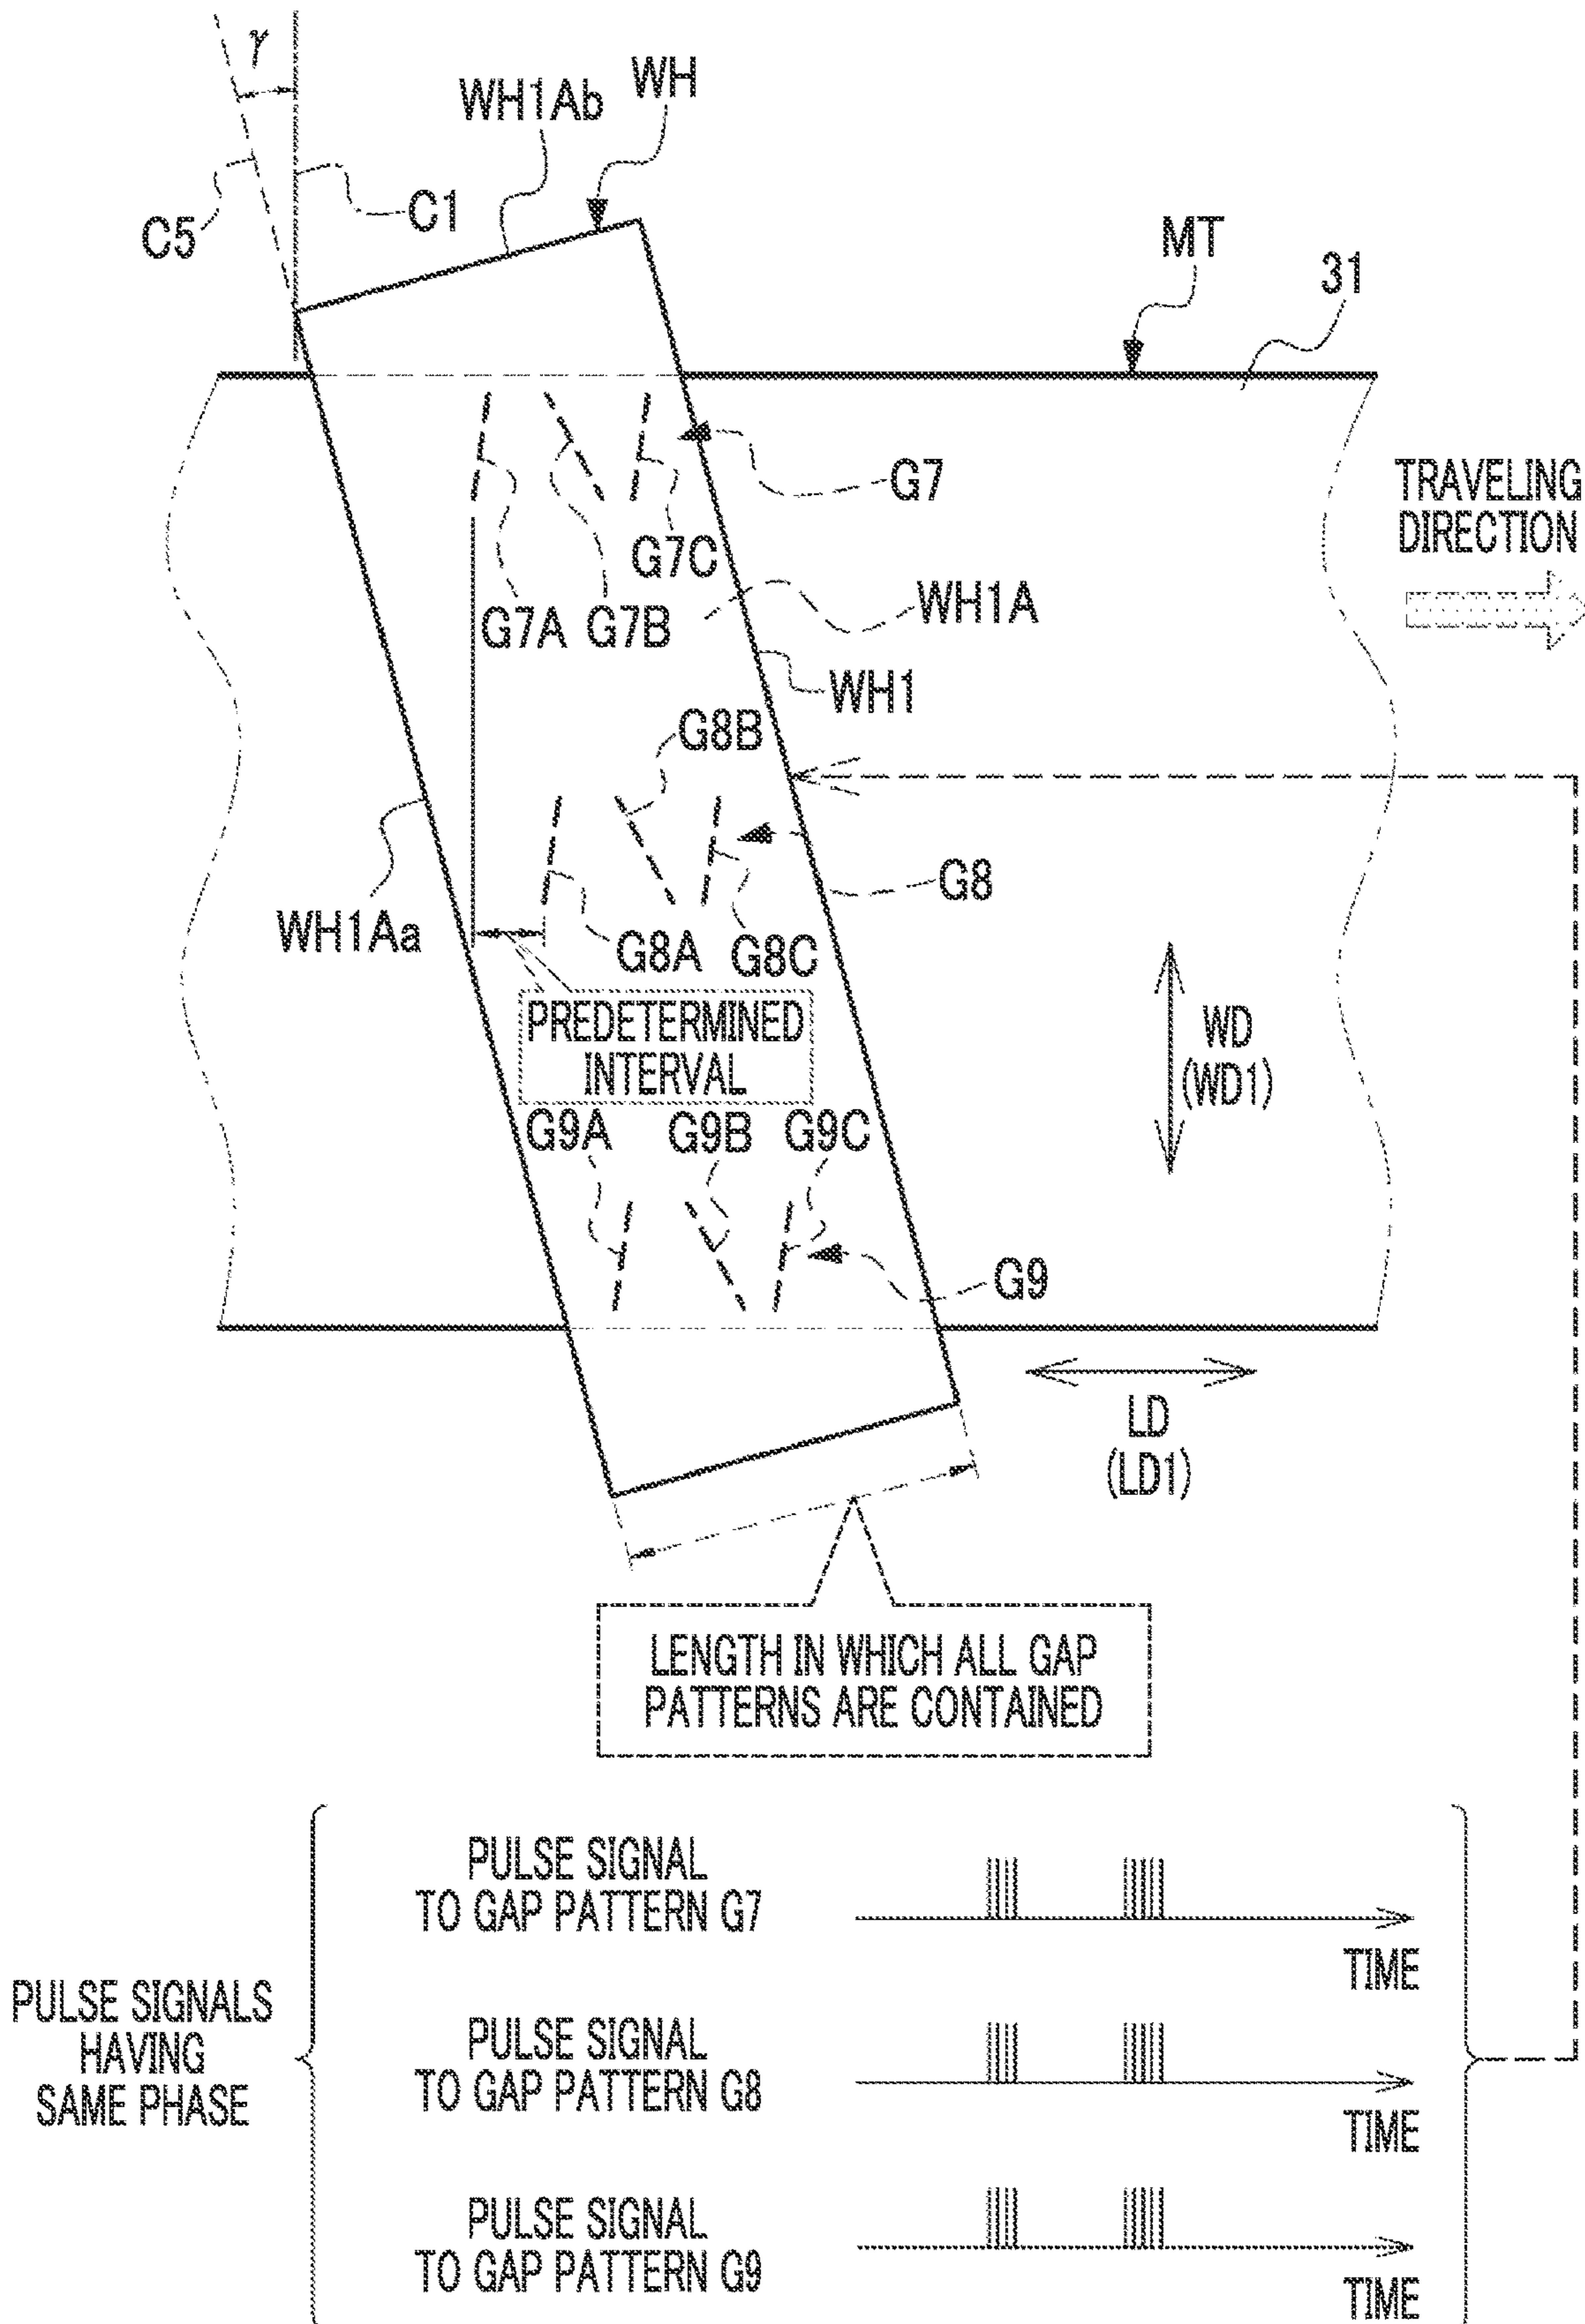 γ
WH1Ab
WH
C5
C1
MT
31
G7
TRAVELING
DIRECTION
G7C
G7A
G7B
WH1A
WH1
G8B
G8
WH1Aa
G8A
G8C
PREDETERMINED
INTERVAL
WD
(WD1)
G9A
G9B
G9C
G9
LD
(LD1)
LENGTH IN WHICH ALL GAP
PATTERNS ARE CONTAINED
PULSE SIGNALS
HAVING
SAME PHASE
PULSE SIGNAL
TO GAP PATTERN G7
TIME
PULSE SIGNAL
TO GAP PATTERN G8
TIME
PULSE SIGNAL
TO GAP PATTERN G9
TIME